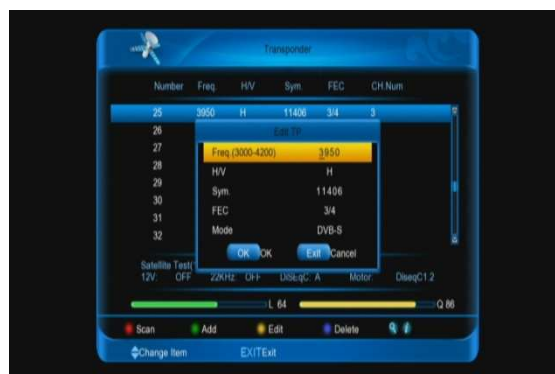 Transponder
Number Freq. H/V Sym. FEC CH.Num
25 3950 H 11406 3/4 3
26
Edit TP
27
Freq.(3000-4200) 3950
28
H/V H
29
Sym. 11406
30
FEC 3/4
31
Mode DVB-S
32
OK OK Exit Cancel
Satellite Test(
12V: OFF 22KHz: OFF DiSEqC: A Motor: DiseqC1.2
L 64 Q 86
Scan Add Edit Delete
Change Item EXIT Exit